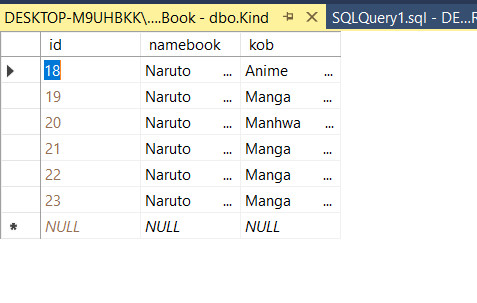 DESKTOP-M9UHBKK\....Book - dbo.Kind SQLQuery1.sql - DE...R
id namebook kob
18 Naruto ... Anime ...
19 Naruto ... Manga ...
20 Naruto ... Manhwa ...
21 Naruto ... Manga ...
22 Naruto ... Manga ...
23 Naruto ... Manga ...
* NULL NULL NULL